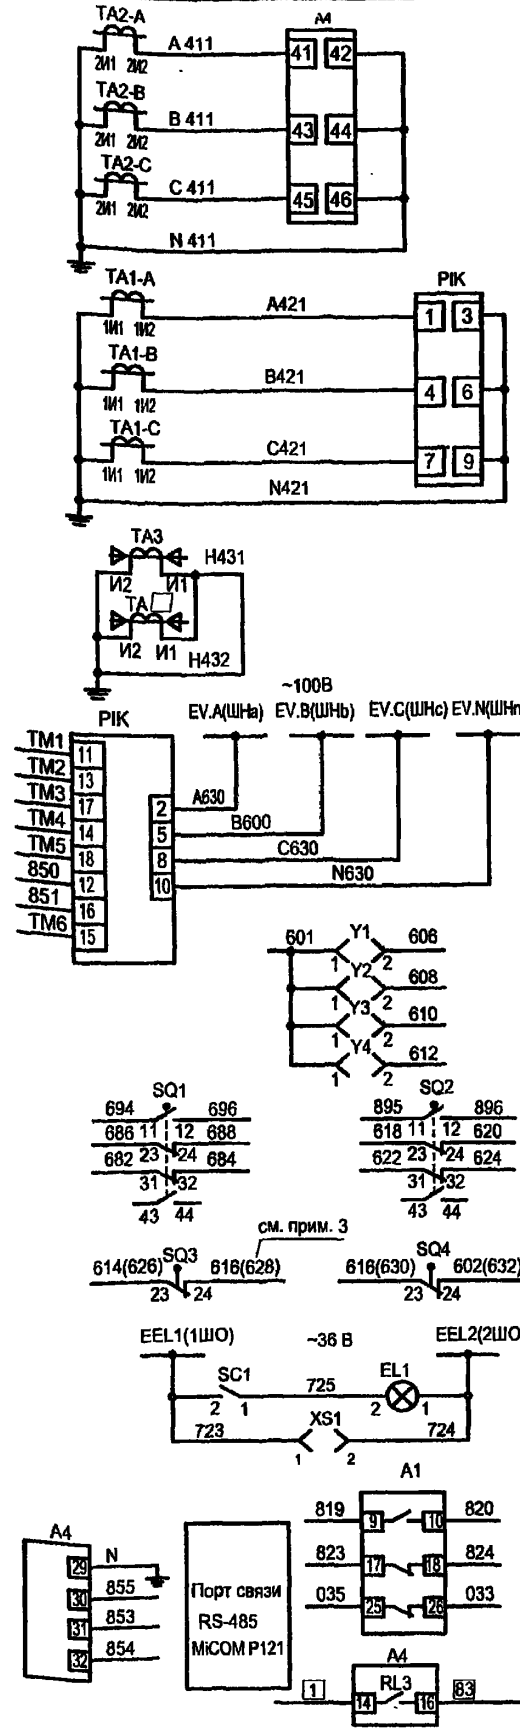 TA2-A
A4
A 411
41 42
2И1 2И2
TA2-B
B 411
43 44
2И1 2И2
TA2-C
C 411
45 46
2И1 2И2
N 411
TA1-A
PIK
A421
1 3
1И1 1И2
TA1-B
B421
4 6
1И1 1И2
TA1-C
C421
7 9
1И1 1И2
N421
TA3
H431
И2 И1
TA
И2 И1
H432
~100В
PIK
EV.A(ШНа) EV.B(ШНb) EV.C(ШНс) EV.N(ШНn
TM1
11
TM2
13
TM3
17
TM4
14
TM5
18
850
12
851
16
TM6
15
2
A630
5
B600
8
C630
10
N630
601 Y1 606
1 2
Y2 608
1 2
Y3 610
1 2
Y4 612
1 2
SQ1
694 696
11 12
686 688
23 24
682 684
31 32
43 44
SQ2
895 896
11 12
618 620
23 24
622 624
31 32
43 44
см. прим. 3
614(626) SQ3 616(628)
23 24
616(630) SQ4 602(632)
23 24
EEL1(1ШО) ~36 В EEL2(2ШО
SC1 725 EL1
2 1 2 1
723 XS1 724
1 2
A1
819 9 10 820
823 17 18 824
035 25 26 033
A4
29 N
30 855
31 853
32 854
Порт связи
RS-485
MiCOM P121
A4
1 14 RL3 16 83